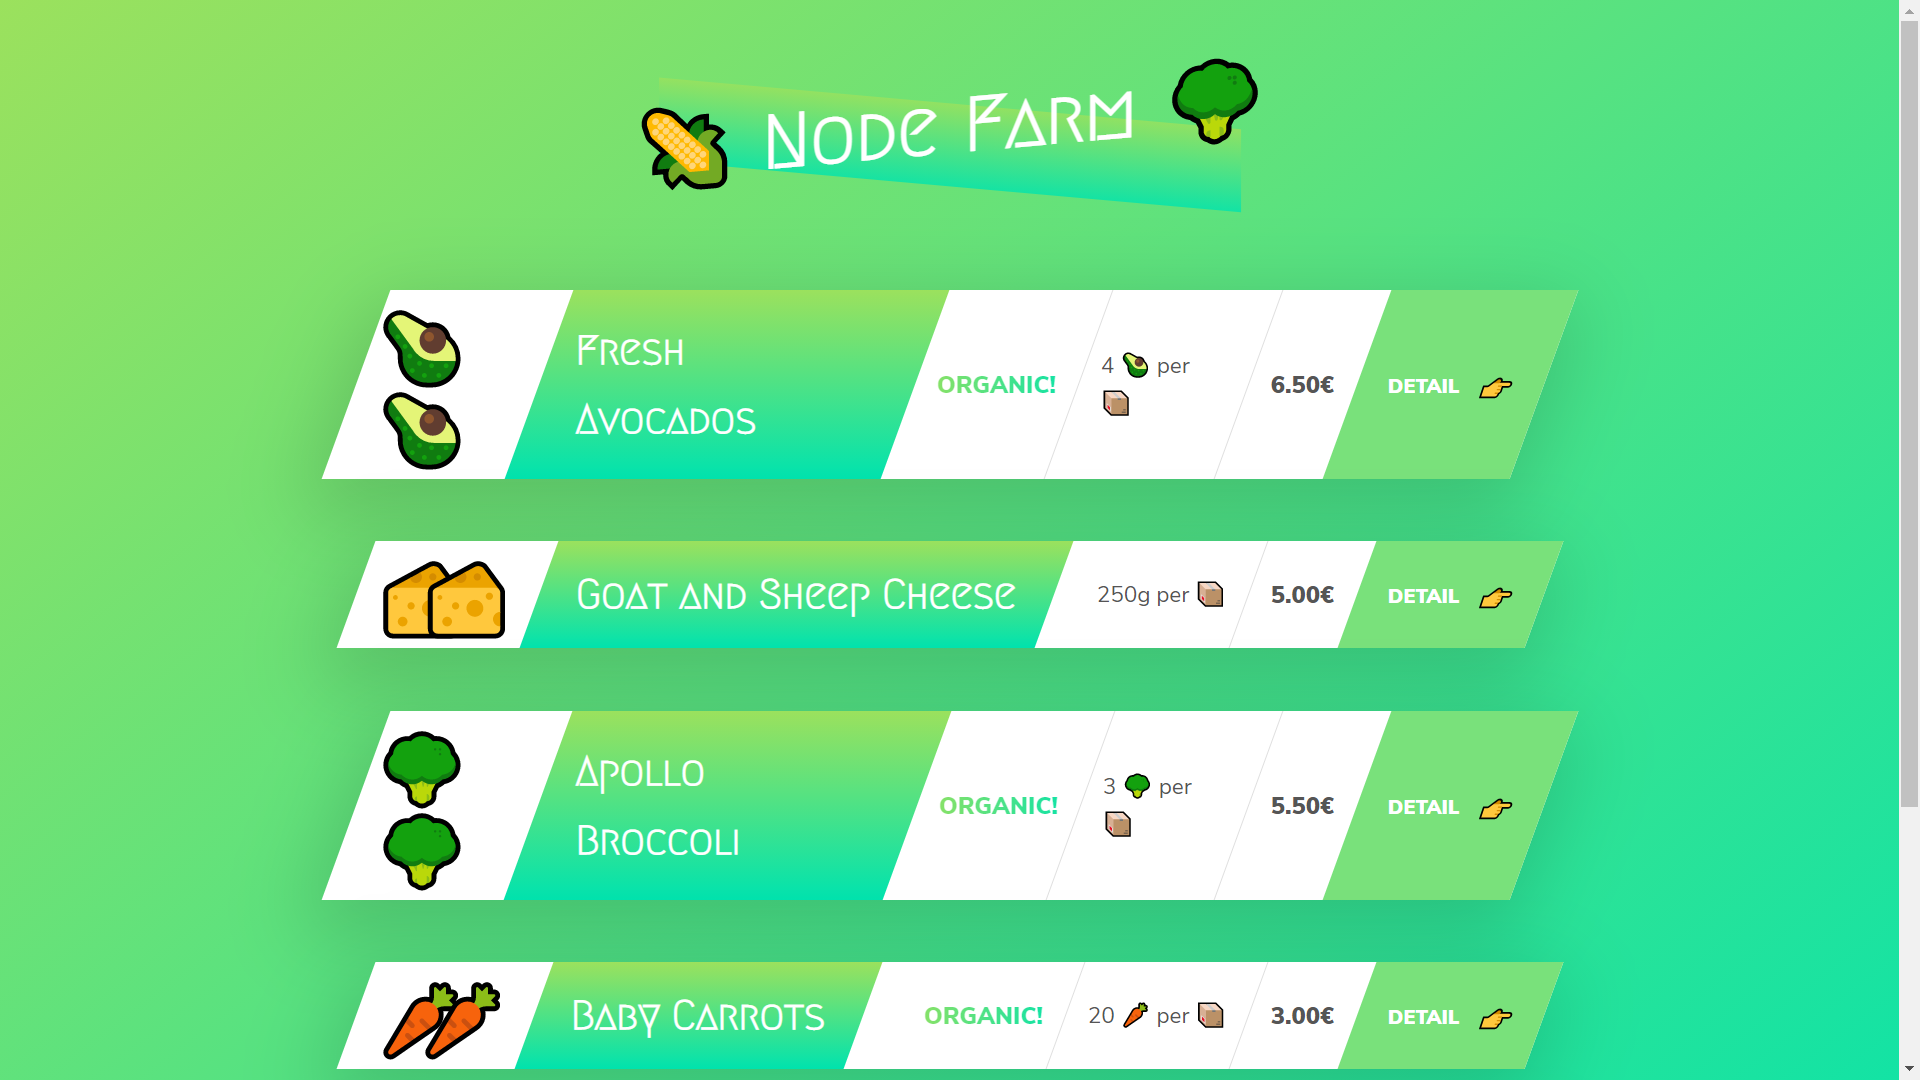 Node Farm
Fresh
Avocados
ORGANIC!
4 🥑 per
📦
6.50€
DETAIL 👉
Goat and Sheep Cheese
250g per 📦
5.00€
DETAIL 👉
Apollo
Broccoli
ORGANIC!
3 🥦 per
📦
5.50€
DETAIL 👉
Baby Carrots
ORGANIC!
20 🥕 per 📦
3.00€
DETAIL 👉